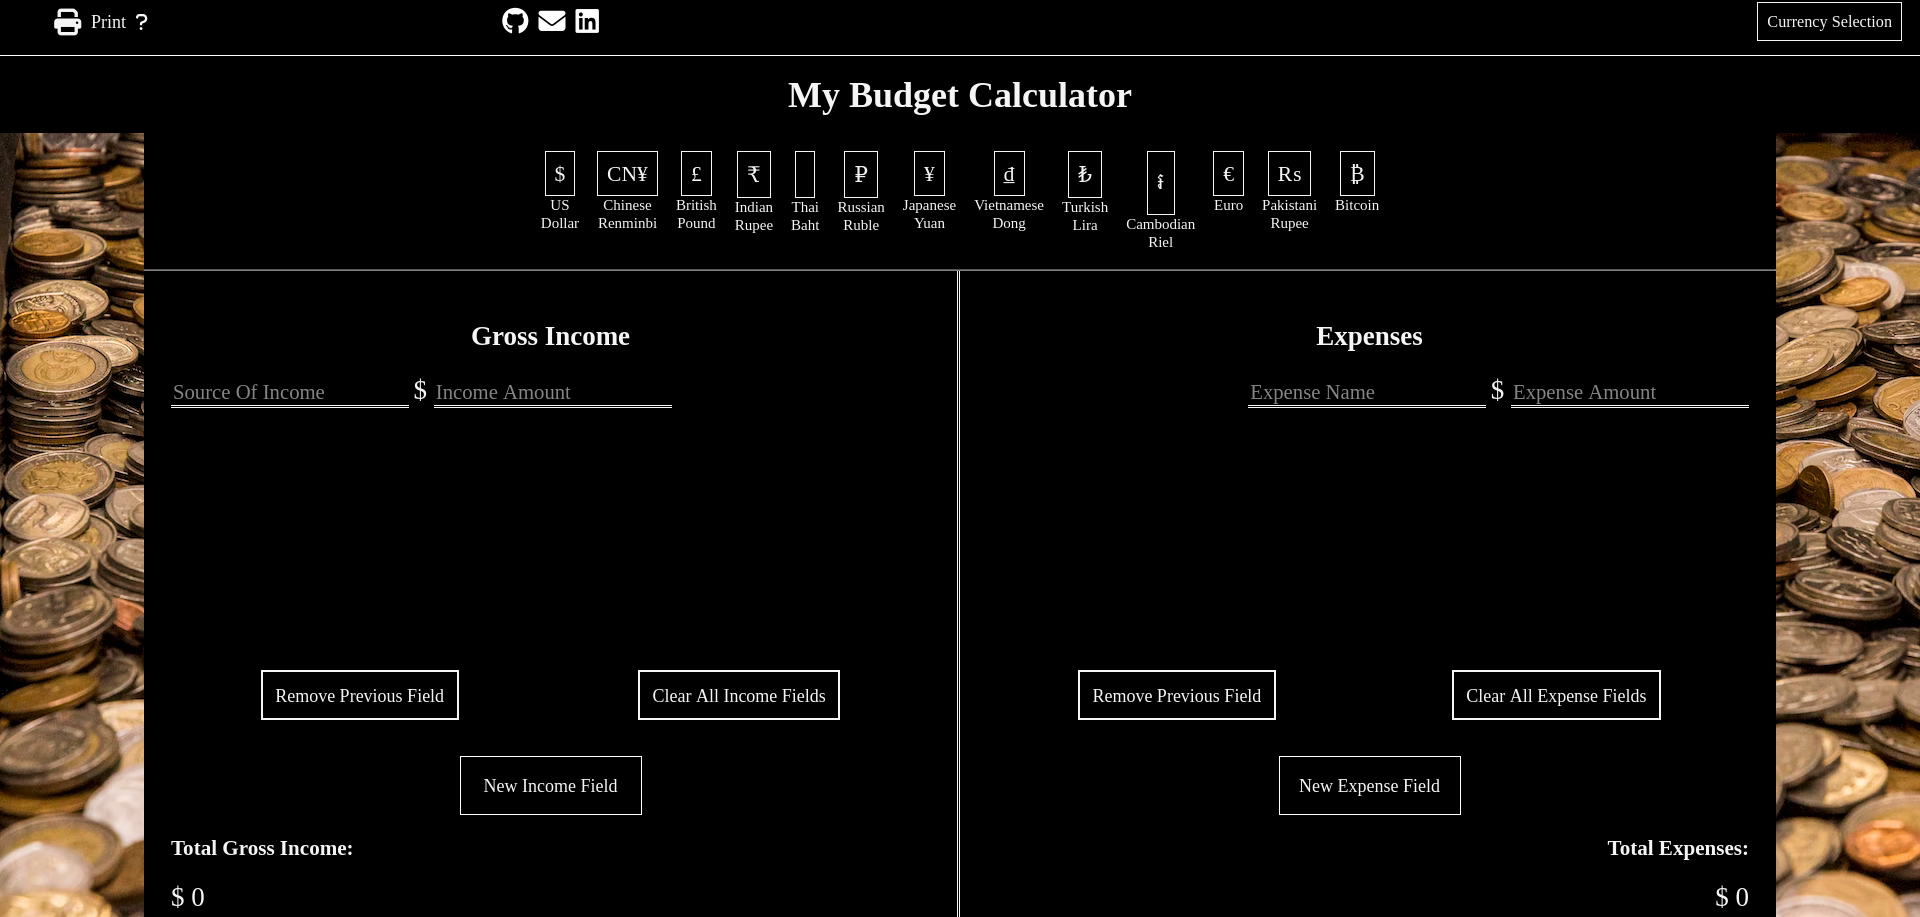 Print ?
Currency Selection
My Budget Calculator
$ CN¥ £ ₹ ₽ ¥ ₫ ₺ ៛ € Rs ₿
US Dollar
Chinese Renminbi
British Pound
Indian Rupee
Thai Baht
Russian Ruble
Japanese Yuan
Vietnamese Dong
Turkish Lira
Cambodian Riel
Euro
Pakistani Rupee
Bitcoin
Gross Income
Source Of Income $ Income Amount
Remove Previous Field Clear All Income Fields
New Income Field
Total Gross Income:
$ 0
Expenses
Expense Name $ Expense Amount
Remove Previous Field Clear All Expense Fields
New Expense Field
Total Expenses:
$ 0